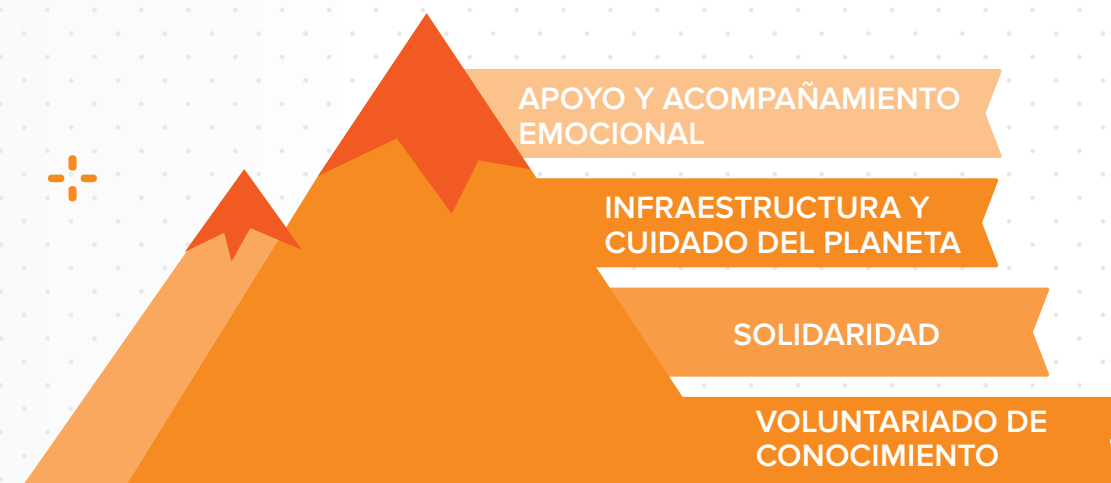 APOYO Y ACOMPAÑAMIENTO
EMOCIONAL
INFRAESTRUCTURA Y
CUIDADO DEL PLANETA
SOLIDARIDAD
VOLUNTARIADO DE
CONOCIMIENTO